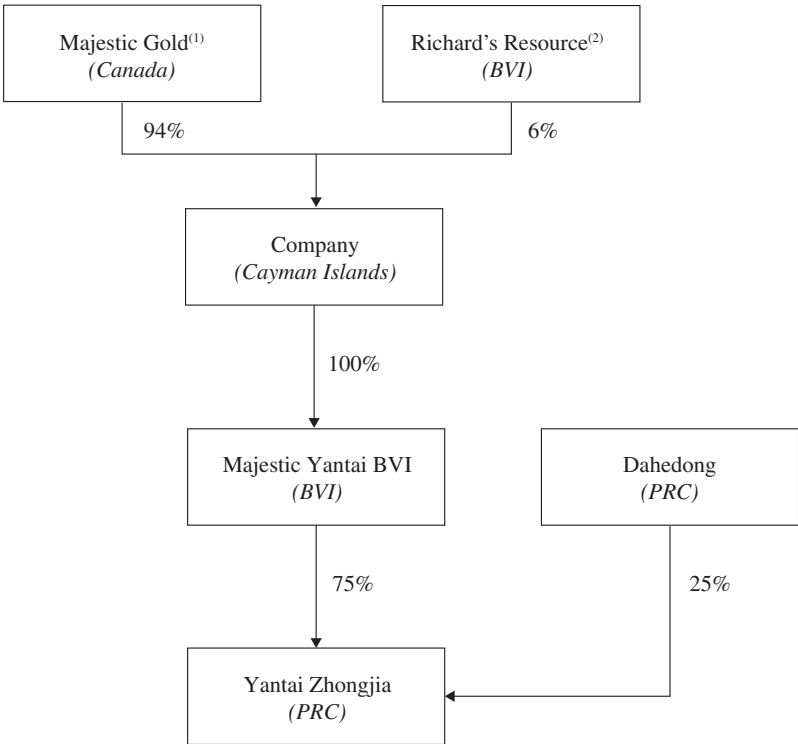 Majestic Gold(1)
(Canada)
Richard’s Resource(2)
(BVI)
94%
6%
Company
(Cayman Islands)
100%
Majestic Yantai BVI
(BVI)
Dahedong
(PRC)
75%
25%
Yantai Zhongjia
(PRC)